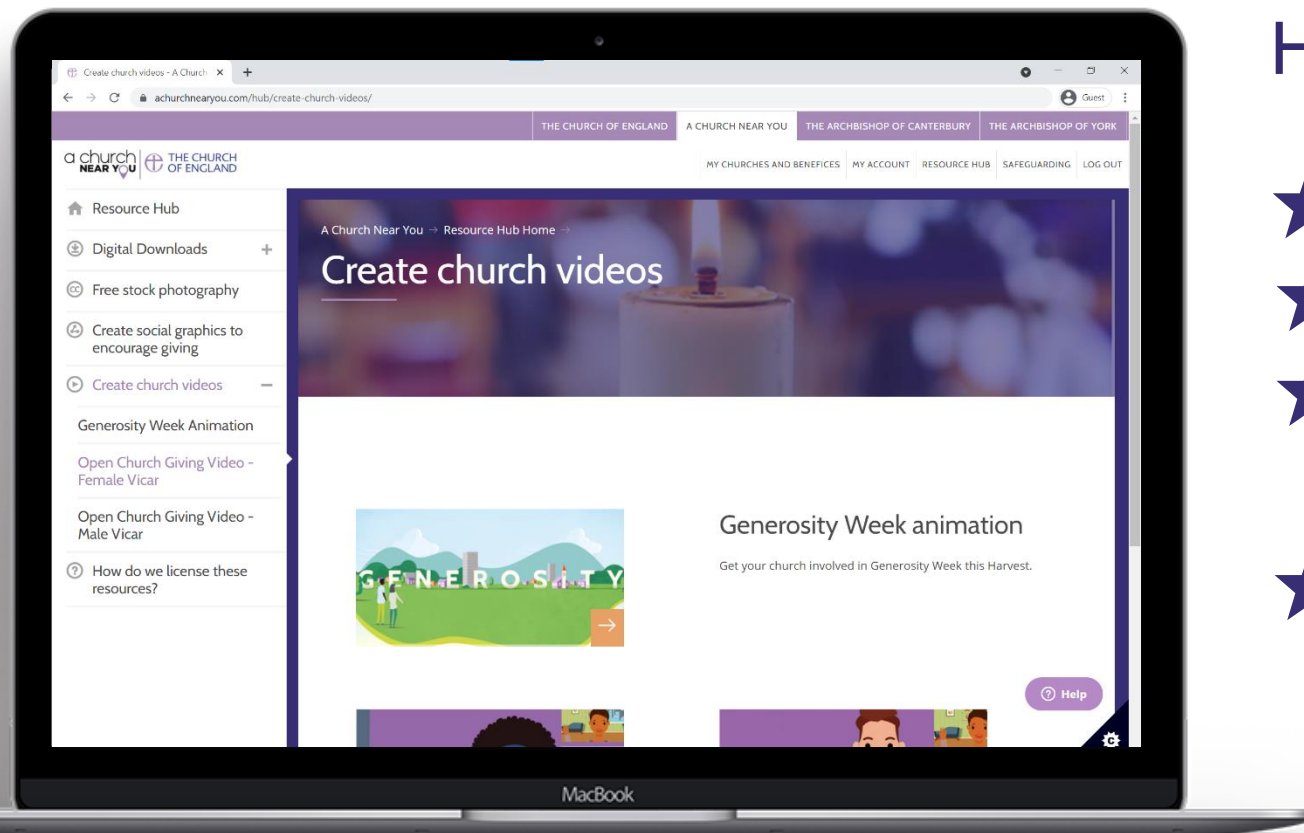 H
Create church videos - A Church
achurchnearyou.com/hub/create-church-videos/
Guest
THE CHURCH OF ENGLAND
A CHURCH NEAR YOU
THE ARCHBISHOP OF CANTERBURY
THE ARCHBISHOP OF YORK
a church
NEAR YOU
THE CHURCH
OF ENGLAND
MY CHURCHES AND BENEFICES
MY ACCOUNT
RESOURCE HUB
SAFEGUARDING
LOG OUT
Resource Hub
Digital Downloads
Free stock photography
Create social graphics to
encourage giving
Create church videos
Generosity Week Animation
Open Church Giving Video -
Female Vicar
Open Church Giving Video -
Male Vicar
How do we license these
resources?
A Church Near You → Resource Hub Home →
Create church videos
GENEROSITY
Generosity Week animation
Get your church involved in Generosity Week this Harvest.
Help
MacBook